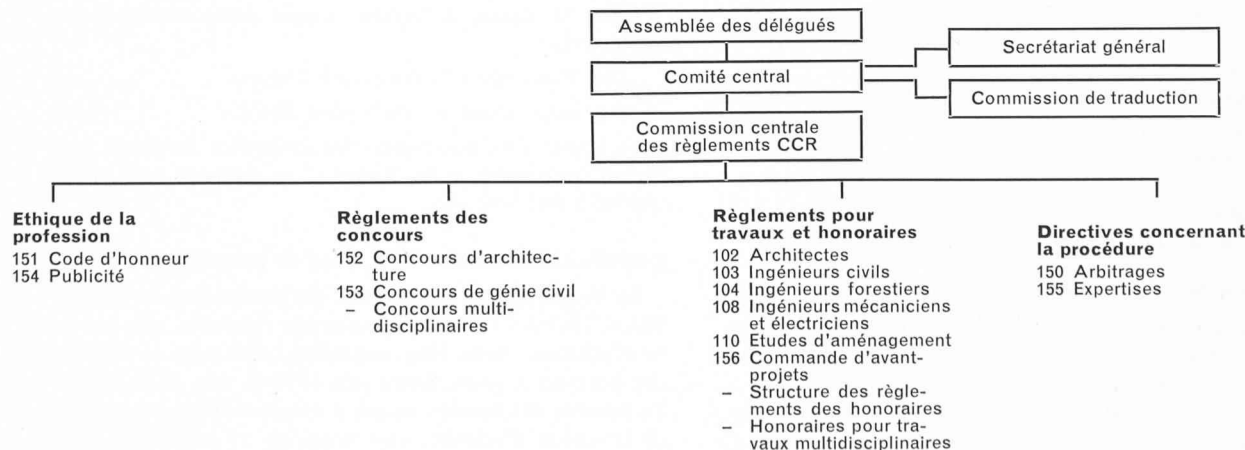 Assemblée des délégués
Comité central
Secrétariat général
Commission de traduction
Commission centrale
des règlements CCR
Ethique de la
profession
151 Code d'honneur
154 Publicité
Règlements des
concours
152 Concours d'architec-
ture
153 Concours de génie civil
– Concours multi-
disciplinaires
Règlements pour
travaux et honoraires
102 Architectes
103 Ingénieurs civils
104 Ingénieurs forestiers
108 Ingénieurs mécaniciens
et électriciens
110 Etudes d'aménagement
156 Commande d'avant-
projets
– Structure des règle-
ments des honoraires
– Honoraires pour tra-
vaux multidisciplinaires
Directives concernant
la procédure
150 Arbitrages
155 Expertises